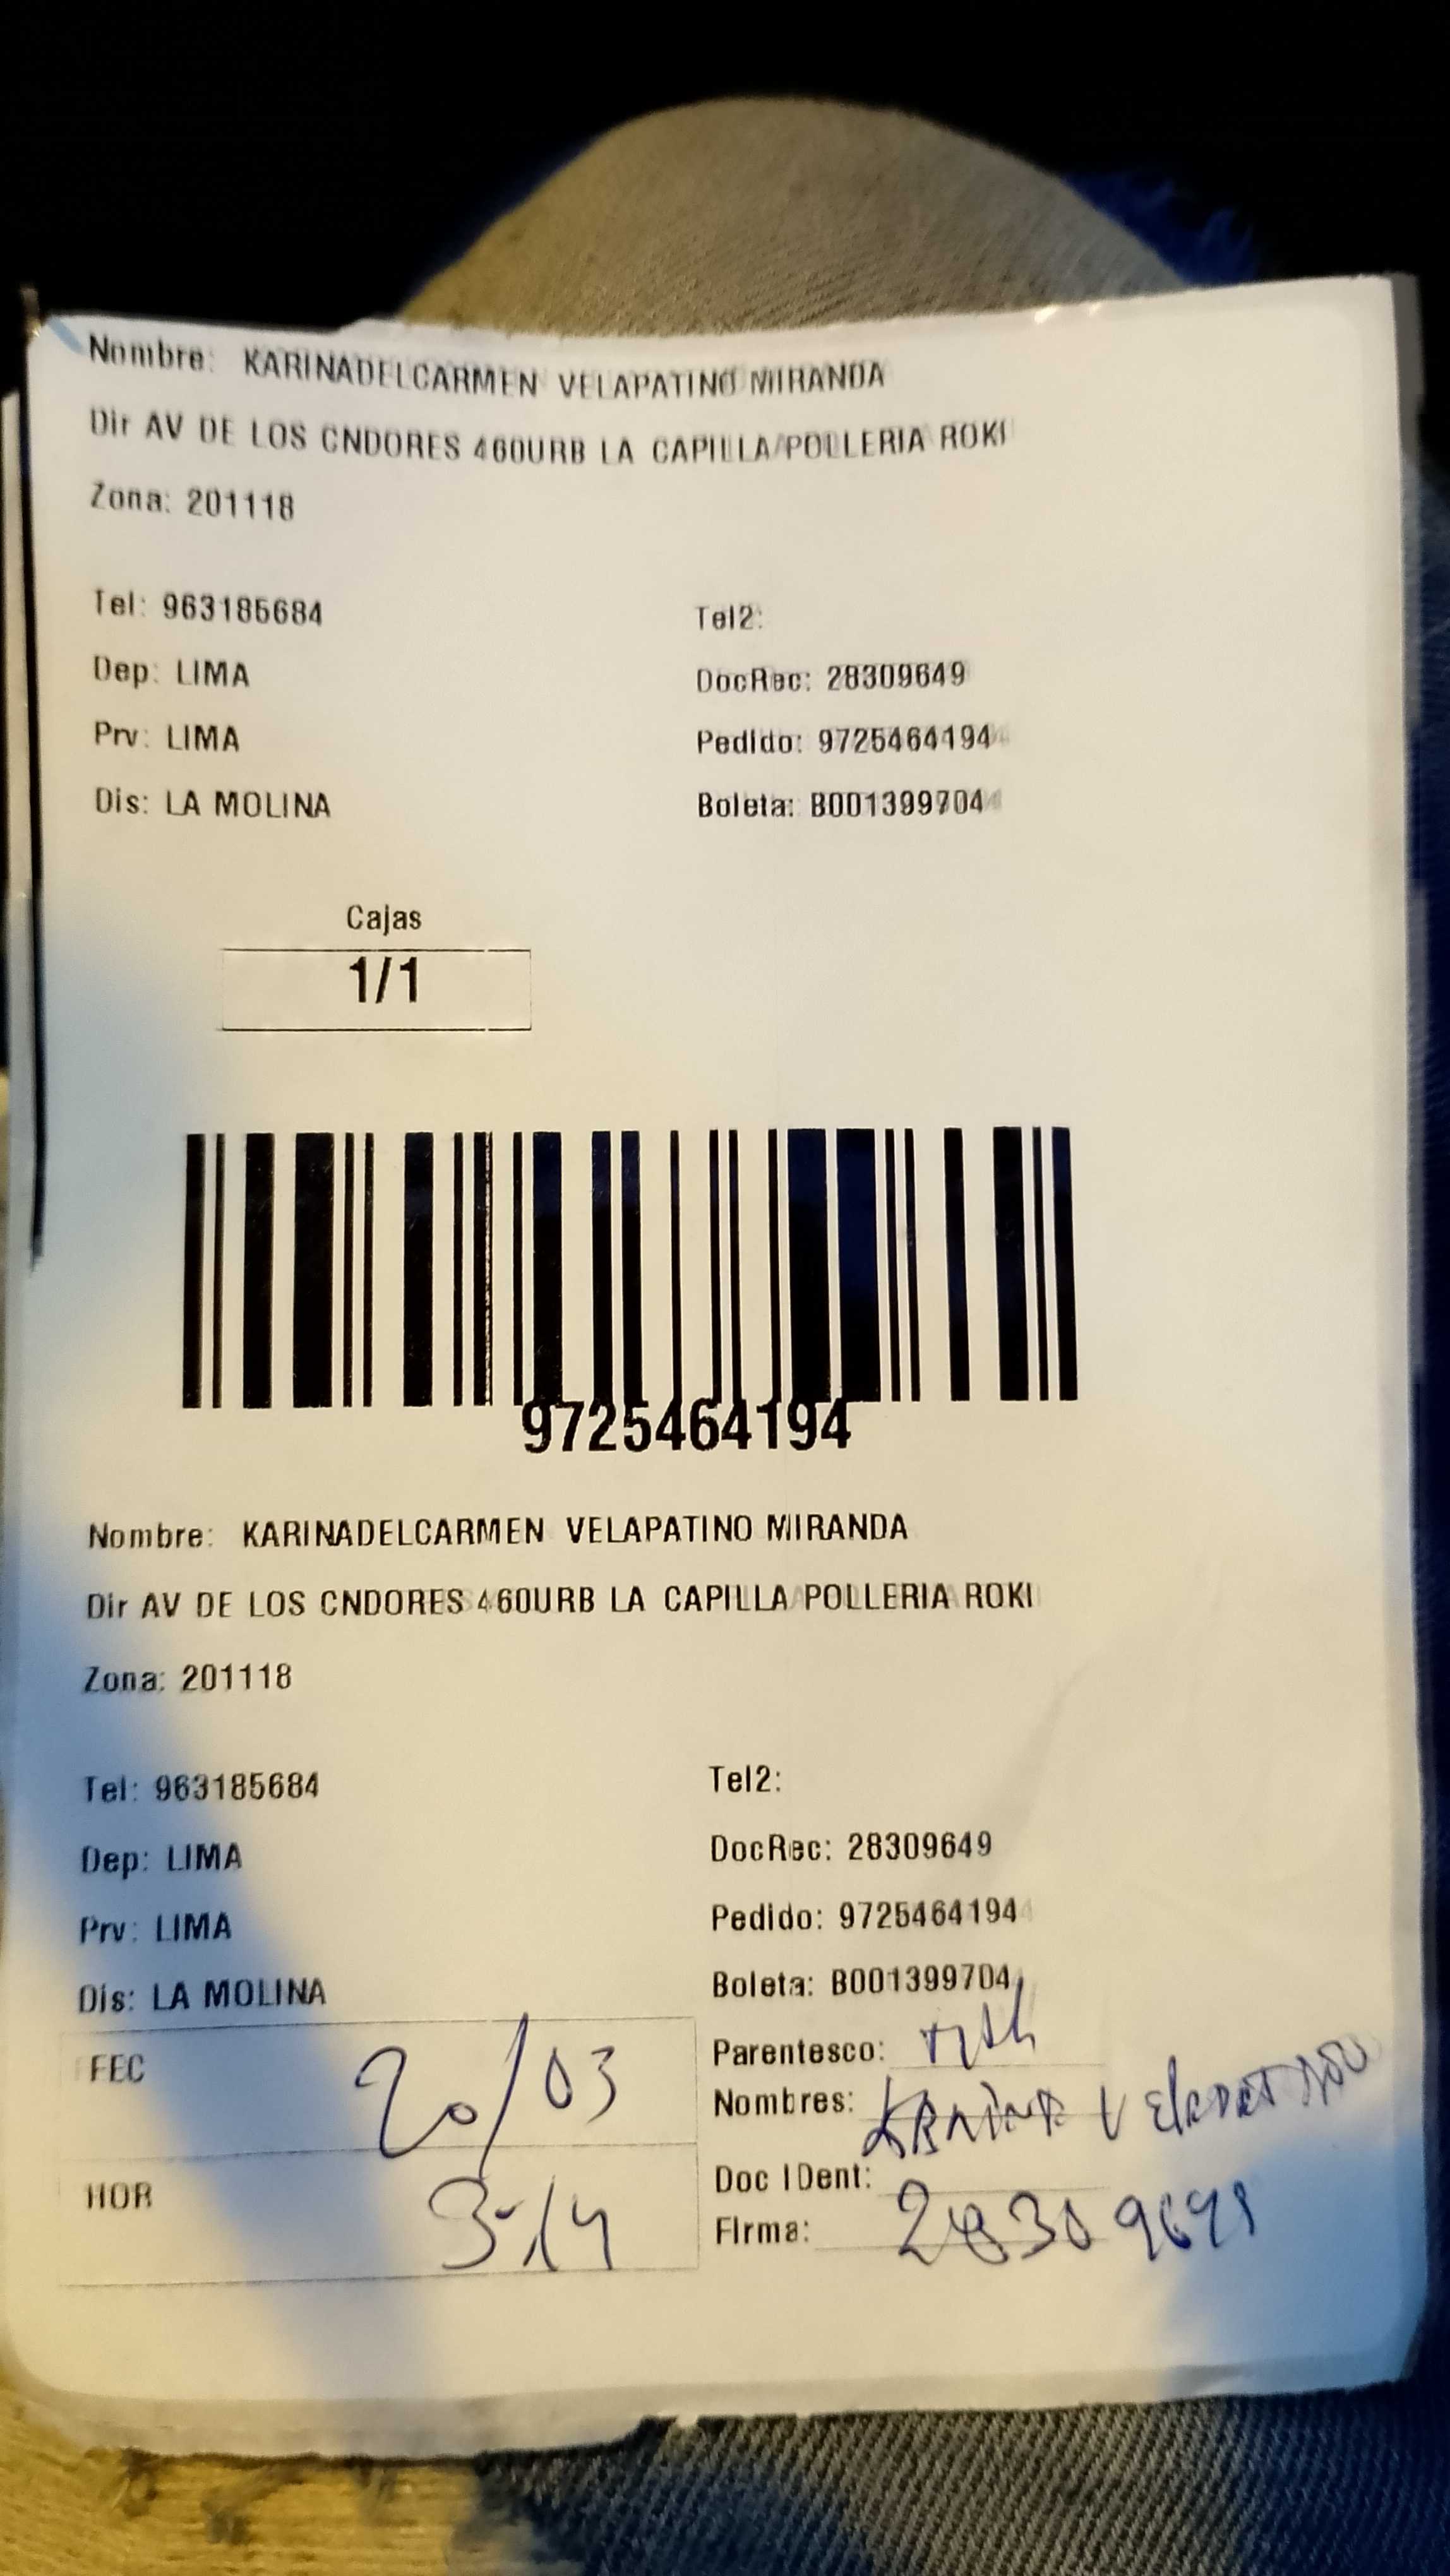 Nombre: KARINADELCARMEN VELAPATINO MIRANDA
Dir AV DE LOS CNDORES 460URB LA CAPILLA POLLERIA ROKI
Zona: 201118
Tel: 963185684 Tel2:
Dep: LIMA DocRec: 28309649
Prv: LIMA Pedido: 9725464194
Dis: LA MOLINA Boleta: B001399704
Cajas
1/1
9725464194
Nombre: KARINADELCARMEN VELAPATINO MIRANDA
Dir AV DE LOS CNDORES 460URB LA CAPILLA POLLERIA ROKI
Zona: 201118
Tel: 963185684 Tel2:
Dep: LIMA DocRec: 28309649
Prv: LIMA Pedido: 9725464194
Dis: LA MOLINA Boleta: B001399704
FEC 20/03 Parentesco:
Nombres: KARINA VELAPATINO
HOR 3:14 Doc IDent:
Firma: 28309649